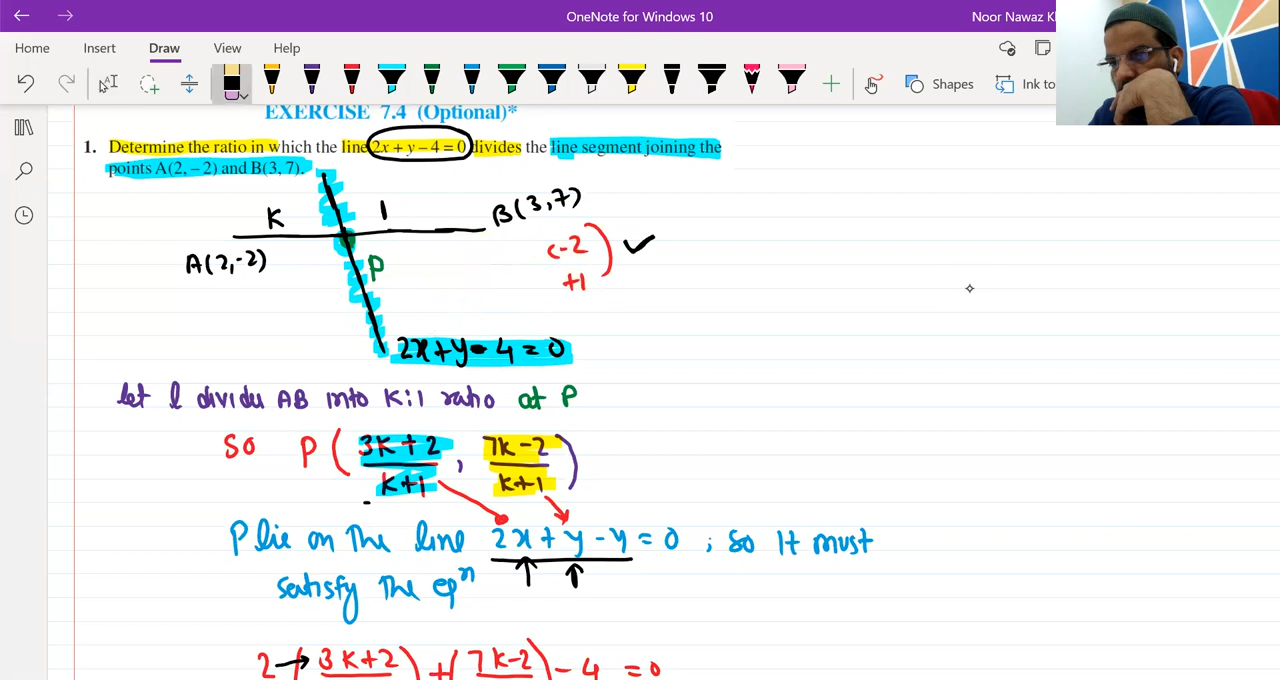 OneNote for Windows 10
Noor Nawaz Kh
Home Insert Draw View Help
Shapes Ink to
EXERCISE 7.4 (Optional)*
1. Determine the ratio in which the line 2x + y – 4 = 0 divides the line segment joining the
points A(2, – 2) and B(3, 7).
K 1 B(3,7)
A(2,-2)
P
(-2
+1)
2x+y-4=0
let l divides AB into K:1 ratio at P
So P(3K+2/K+1, 7K-2/K+1)
P lie on the line 2x+y-4=0 ; so it must
satisfy the eqⁿ
2(3K+2)+(7K-2)-4 =0